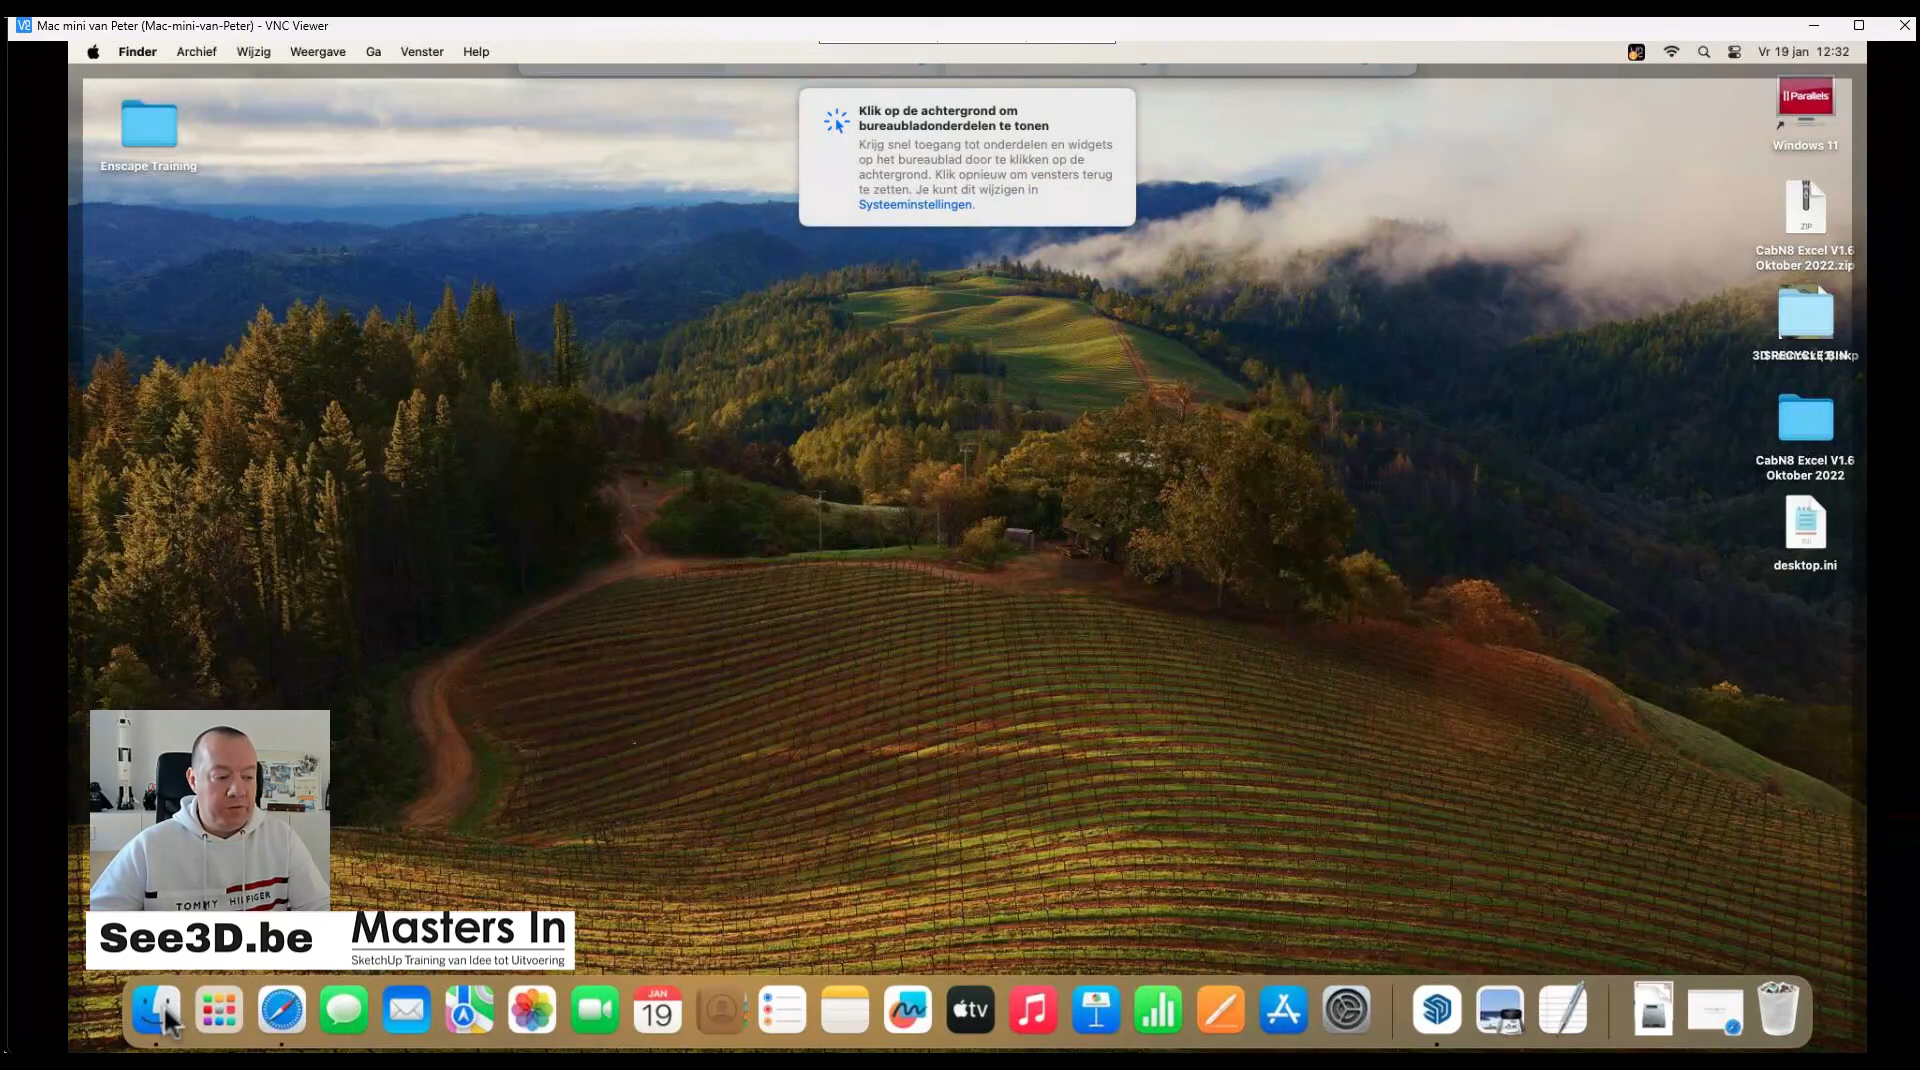 Mac mini van Peter (Mac-mini-van-Peter) - VNC Viewer
Finder Archief Wijzig Weergave Ga Venster Help
Vr 19 jan 12:32
Enscape Training
Klik op de achtergrond om
bureaubladonderdelen te tonen
Krijg snel toegang tot onderdelen en widgets
op het bureaublad door te klikken op de
achtergrond. Klik opnieuw om vensters terug
te zetten. Je kunt dit wijzigen in
Systeeminstellingen.
Parallels
Windows 11
ZIP
CabN8 Excel V1.6
Oktober 2022.zip
CabN8 Excel V1.6
Oktober 2022
INI
desktop.ini
TOMMY HILFIGER
See3D.be
Masters In
SketchUp Training van Idee tot Uitvoering
JAN
19
tv